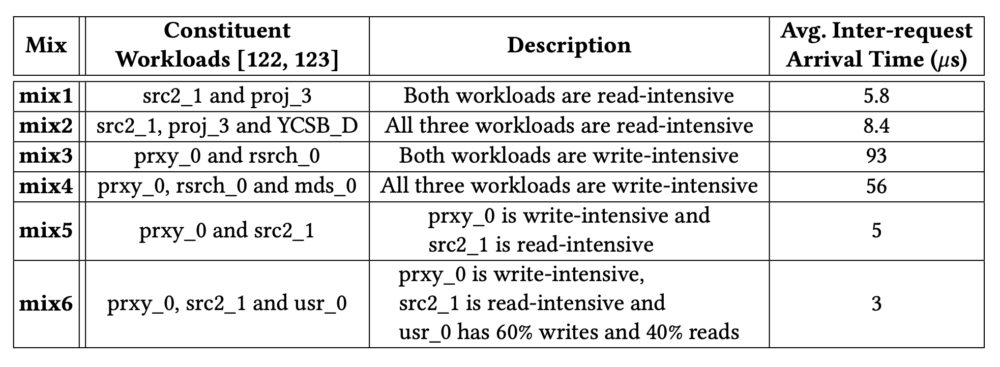 Mix
Constituent
Workloads [122, 123]
Description
Avg. Inter-request
Arrival Time (μs)
mix1
src2_1 and proj_3
Both workloads are read-intensive
5.8
mix2
src2_1, proj_3 and YCSB_D
All three workloads are read-intensive
8.4
mix3
prxy_0 and rsrch_0
Both workloads are write-intensive
93
mix4
prxy_0, rsrch_0 and mds_0
All three workloads are write-intensive
56
mix5
prxy_0 and src2_1
prxy_0 is write-intensive and
src2_1 is read-intensive
5
mix6
prxy_0, src2_1 and usr_0
prxy_0 is write-intensive,
src2_1 is read-intensive and
usr_0 has 60% writes and 40% reads
3